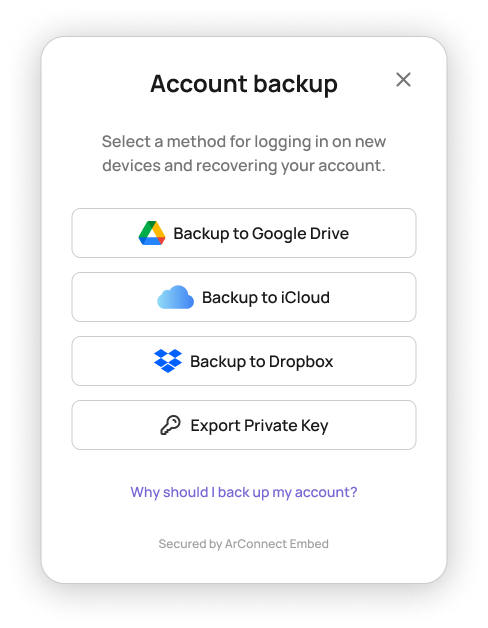 Account backup
Select a method for logging in on new
devices and recovering your account.
Backup to Google Drive
Backup to iCloud
Backup to Dropbox
Export Private Key
Why should I back up my account?
Secured by ArConnect Embed